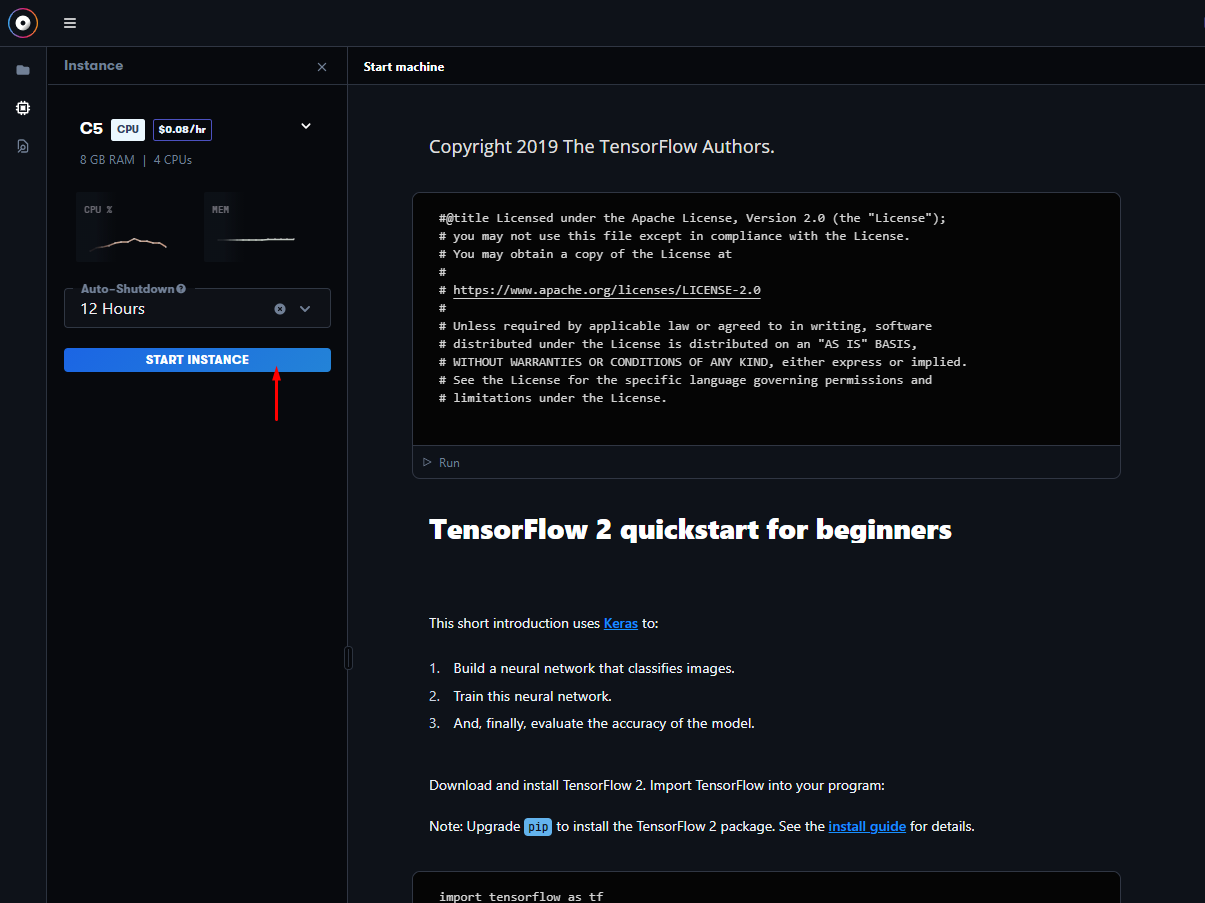 Instance
Start machine
C5 CPU $0.08/hr
8 GB RAM | 4 CPUs
CPU %
MEM
Auto-Shutdown
12 Hours
START INSTANCE
Copyright 2019 The TensorFlow Authors.
#@title Licensed under the Apache License, Version 2.0 (the "License");
# you may not use this file except in compliance with the License.
# You may obtain a copy of the License at
#
# https://www.apache.org/licenses/LICENSE-2.0
#
# Unless required by applicable law or agreed to in writing, software
# distributed under the License is distributed on an "AS IS" BASIS,
# WITHOUT WARRANTIES OR CONDITIONS OF ANY KIND, either express or implied.
# See the License for the specific language governing permissions and
# limitations under the License.
Run
TensorFlow 2 quickstart for beginners
This short introduction uses Keras to:
1. Build a neural network that classifies images.
2. Train this neural network.
3. And, finally, evaluate the accuracy of the model.
Download and install TensorFlow 2. Import TensorFlow into your program:
Note: Upgrade pip to install the TensorFlow 2 package. See the install guide for details.
import tensorflow as tf